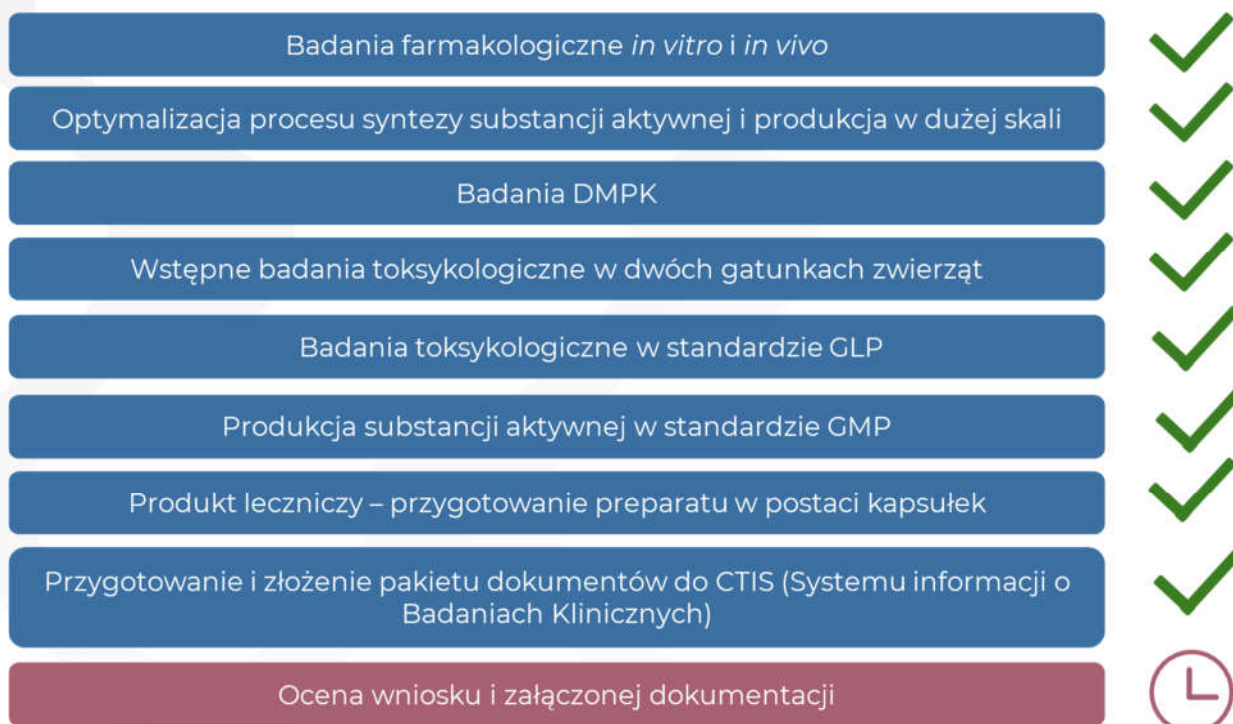 Badania farmakologiczne in vitro i in vivo
Optymalizacja procesu syntezy substancji aktywnej i produkcja w dużej skali
Badania DMPK
Wstępne badania toksykologiczne w dwóch gatunkach zwierząt
Badania toksykologiczne w standardzie GLP
Produkcja substancji aktywnej w standardzie GMP
Produkt leczniczy – przygotowanie preparatu w postaci kapsułek
Przygotowanie i złożenie pakietu dokumentów do CTIS (Systemu informacji o
Badaniach Klinicznych)
Ocena wniosku i załączonej dokumentacji